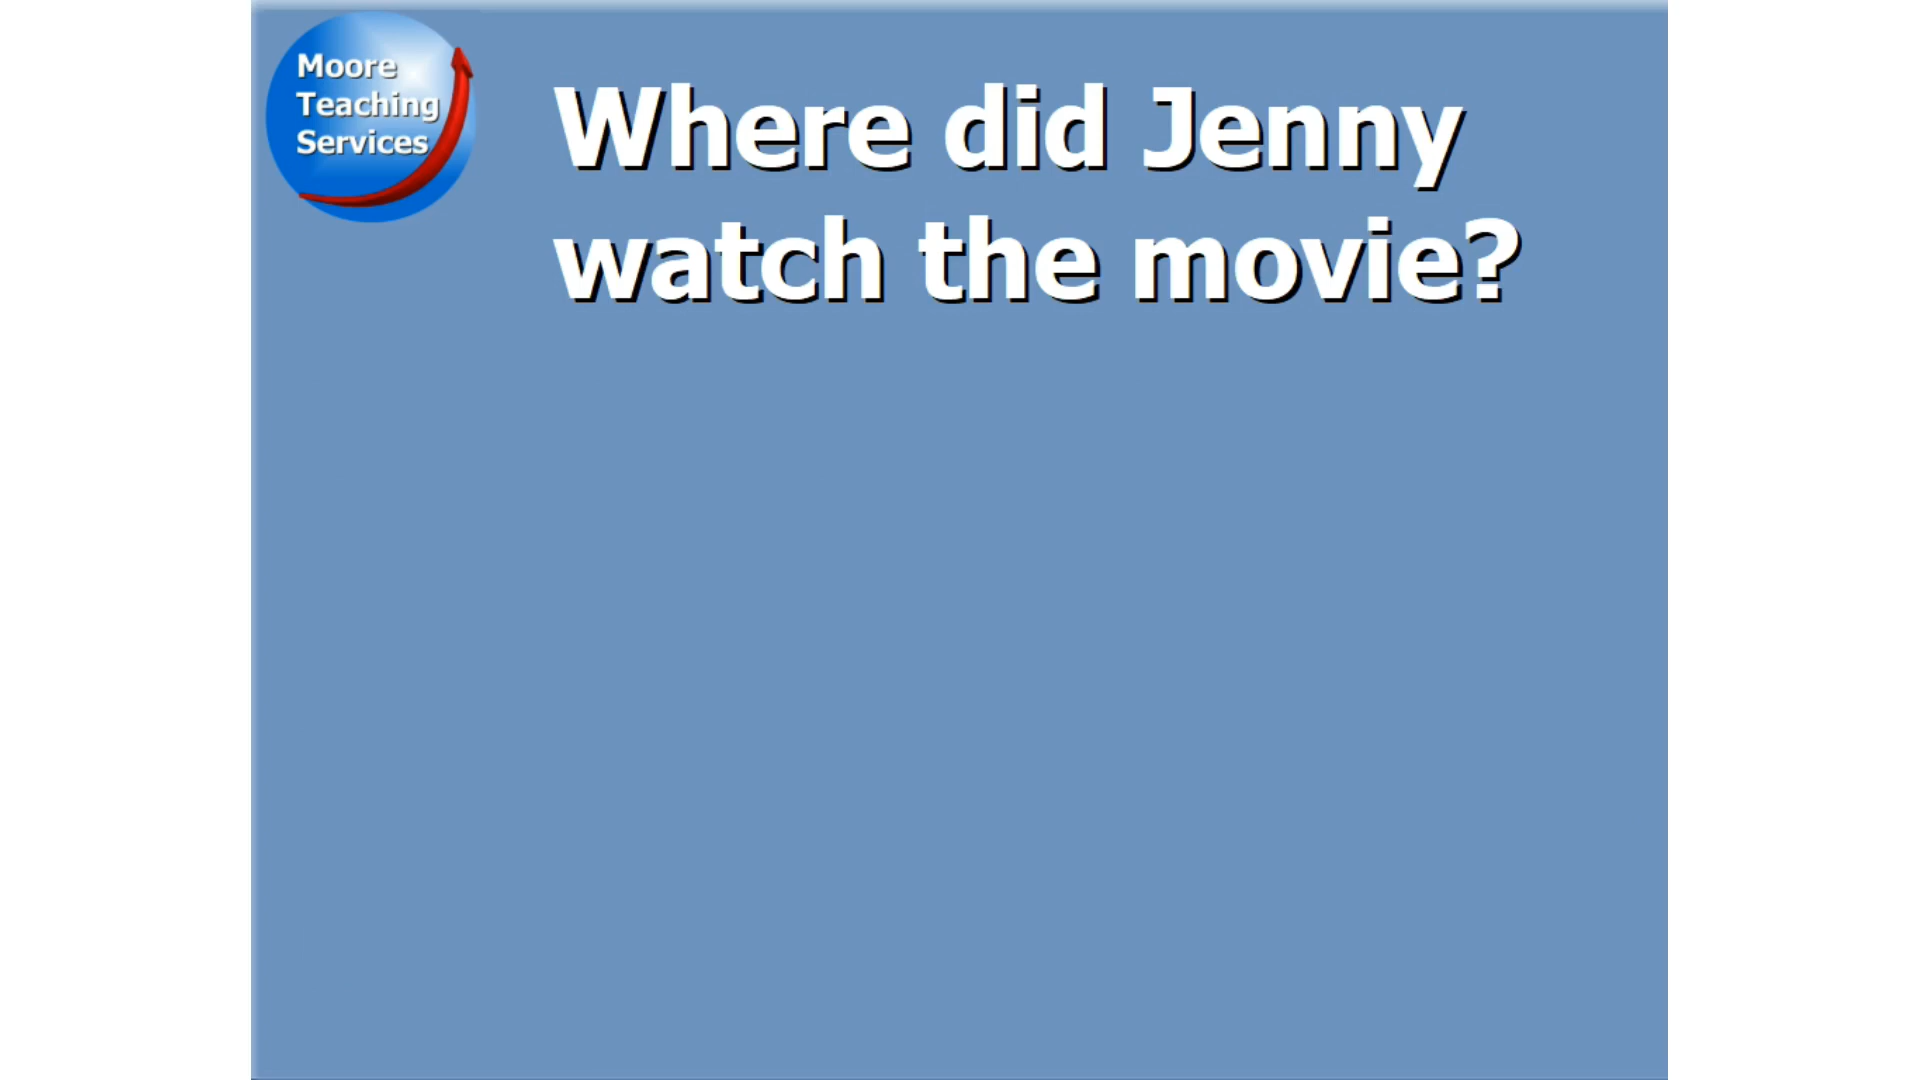 Moore
Teaching
Services
Where did Jenny
watch the movie?